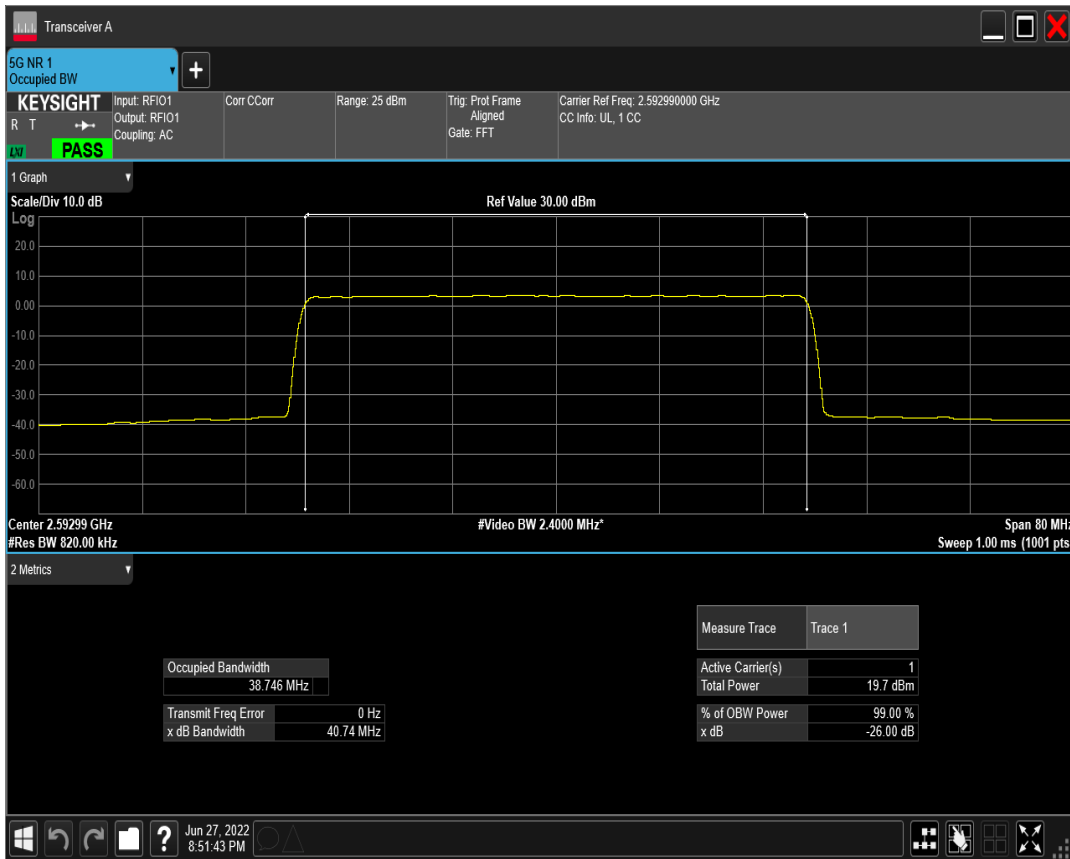 Transceiver A
5G NR 1
Occupied BW
KEYSIGHT
R T
LXI
PASS
Input: RFIO1
Output: RFIO1
Coupling: AC
Corr CCorr
Range: 25 dBm
Trig: Prot Frame
Aligned
Gate: FFT
Carrier Ref Freq: 2.592990000 GHz
CC Info: UL, 1 CC
1 Graph
Scale/Div 10.0 dB
Ref Value 30.00 dBm
Log
20.0
10.0
0.00
-10.0
-20.0
-30.0
-40.0
-50.0
-60.0
Center 2.59299 GHz
#Video BW 2.4000 MHz*
Span 80 MHz
#Res BW 820.00 kHz
Sweep 1.00 ms (1001 pts
2 Metrics
Measure Trace Trace 1
Occupied Bandwidth
38.746 MHz
Active Carrier(s) 1
Total Power 19.7 dBm
Transmit Freq Error 0 Hz
x dB Bandwidth 40.74 MHz
% of OBW Power 99.00 %
x dB -26.00 dB
?
Jun 27, 2022
8:51:43 PM